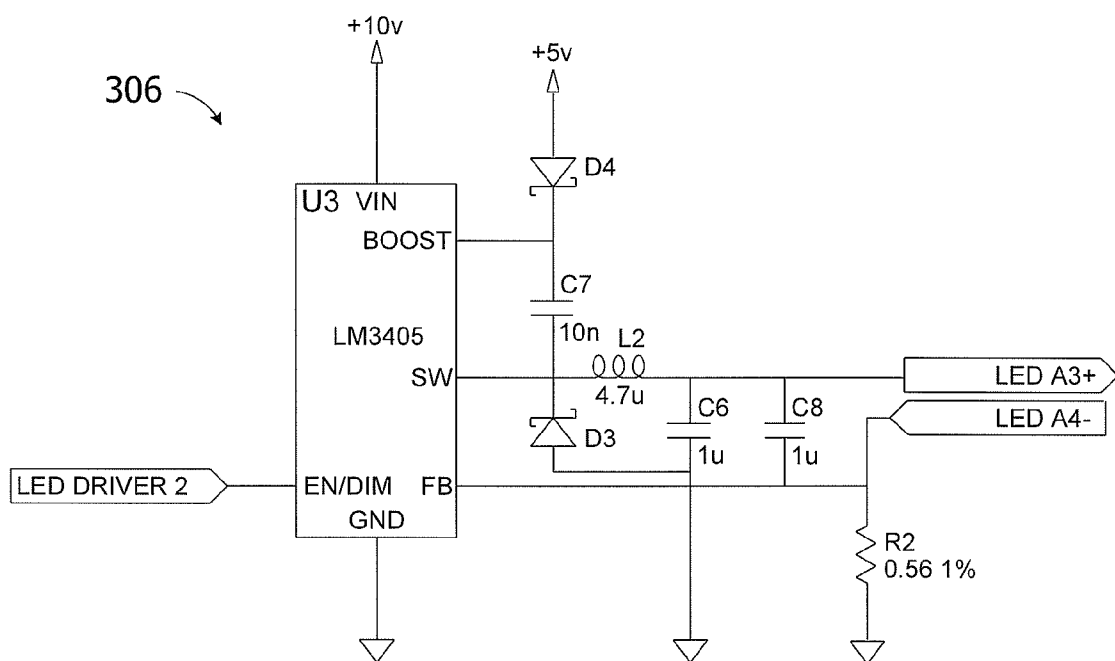 +10v
+5v
306
D4
U3 VIN
BOOST
C7
10n
LM3405
L2
SW
4.7u
LED A3+
C6
C8
LED A4-
D3
1u
1u
LED DRIVER 2
EN/DIM FB
GND
R2
0.56 1%